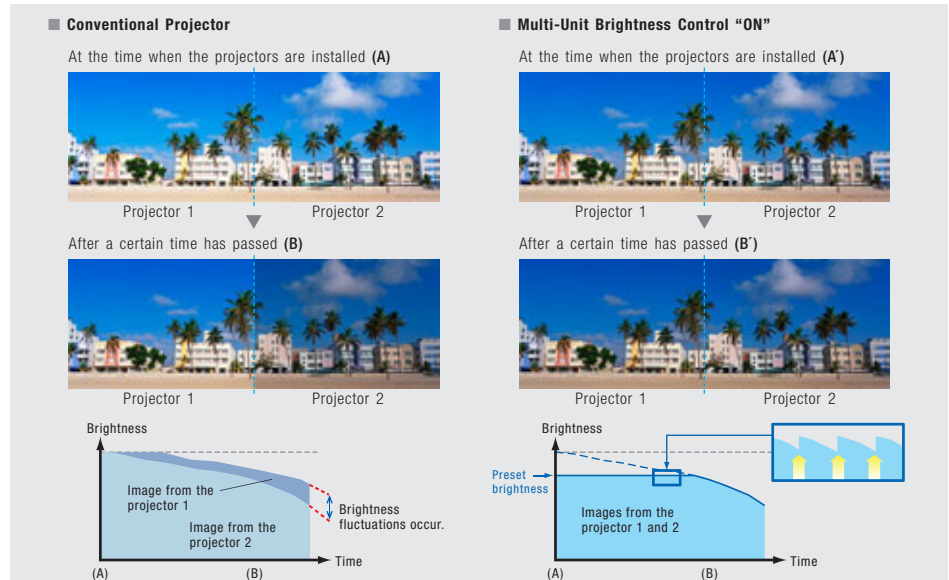 ■ Conventional Projector
At the time when the projectors are installed (A)
Projector 1
Projector 2
After a certain time has passed (B)
Projector 1
Projector 2
Brightness
Image from the
projector 1
Image from the
projector 2
Brightness
fluctuations occur.
Time
(A)
(B)
■ Multi-Unit Brightness Control “ON”
At the time when the projectors are installed (A´)
Projector 1
Projector 2
After a certain time has passed (B´)
Projector 1
Projector 2
Brightness
Preset
brightness
Images from the
projector 1 and 2
Time
(A)
(B)